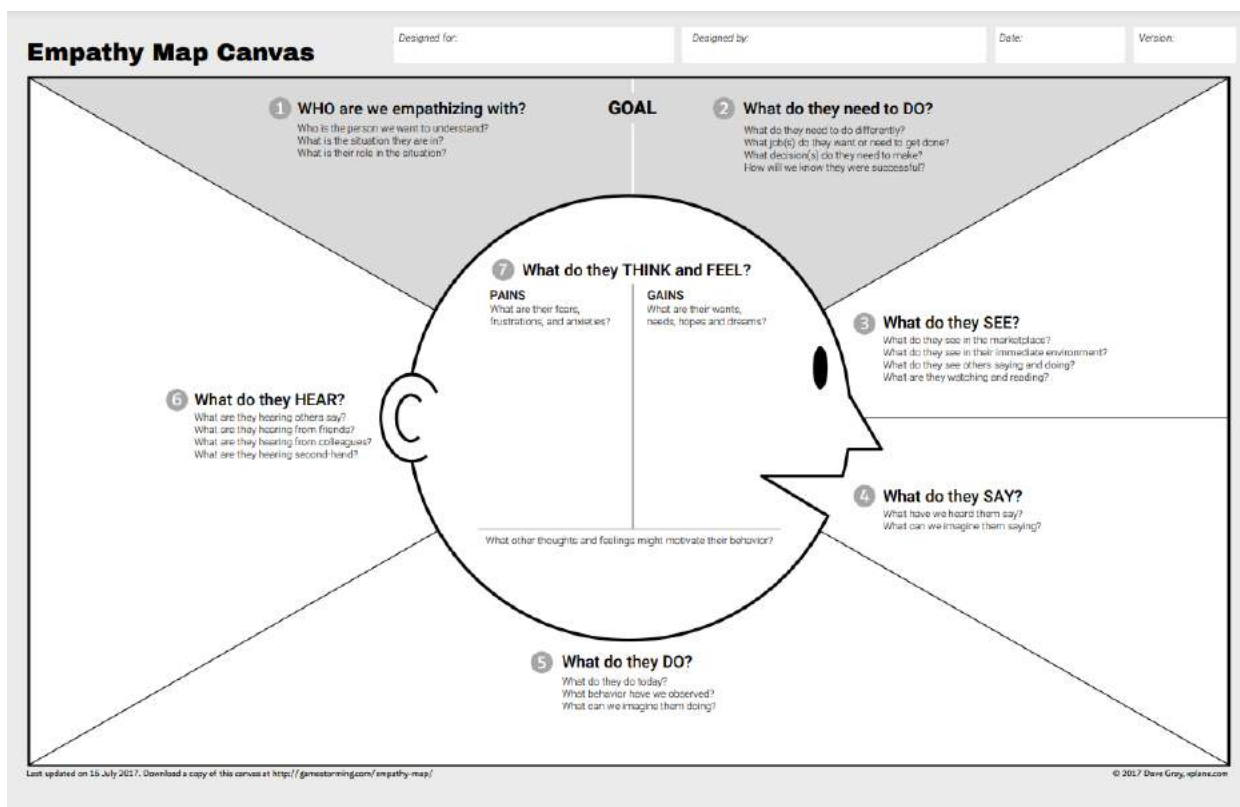 Empathy Map Canvas
Designed for:
Designed by:
Date:
Version:
1 WHO are we empathizing with?
Who is the person we want to understand?
What is the situation they are in?
What is their role in the situation?
GOAL
2 What do they need to DO?
What do they need to do differently?
What job(s) do they want or need to get done?
What decision(s) do they need to make?
How will we know they were successful?
7 What do they THINK and FEEL?
PAINS
What are their fears,
frustrations, and anxieties?
GAINS
What are their wants,
needs, hopes and dreams?
3 What do they SEE?
What do they see in the marketplace?
What do they see in their immediate environment?
What do they see others saying and doing?
What are they watching and reading?
6 What do they HEAR?
What are they hearing others say?
What are they hearing from friends?
What are they hearing from colleagues?
What are they hearing second-hand?
4 What do they SAY?
What have we heard them say?
What can we imagine them saying?
What other thoughts and feelings might motivate their behavior?
5 What do they DO?
What do they do today?
What behavior have we observed?
What can we imagine them doing?
Last updated on 16 July 2017. Download a copy of this canvas at http://gamestorming.com/empathy-map/
© 2017 Dave Gray, xplane.com